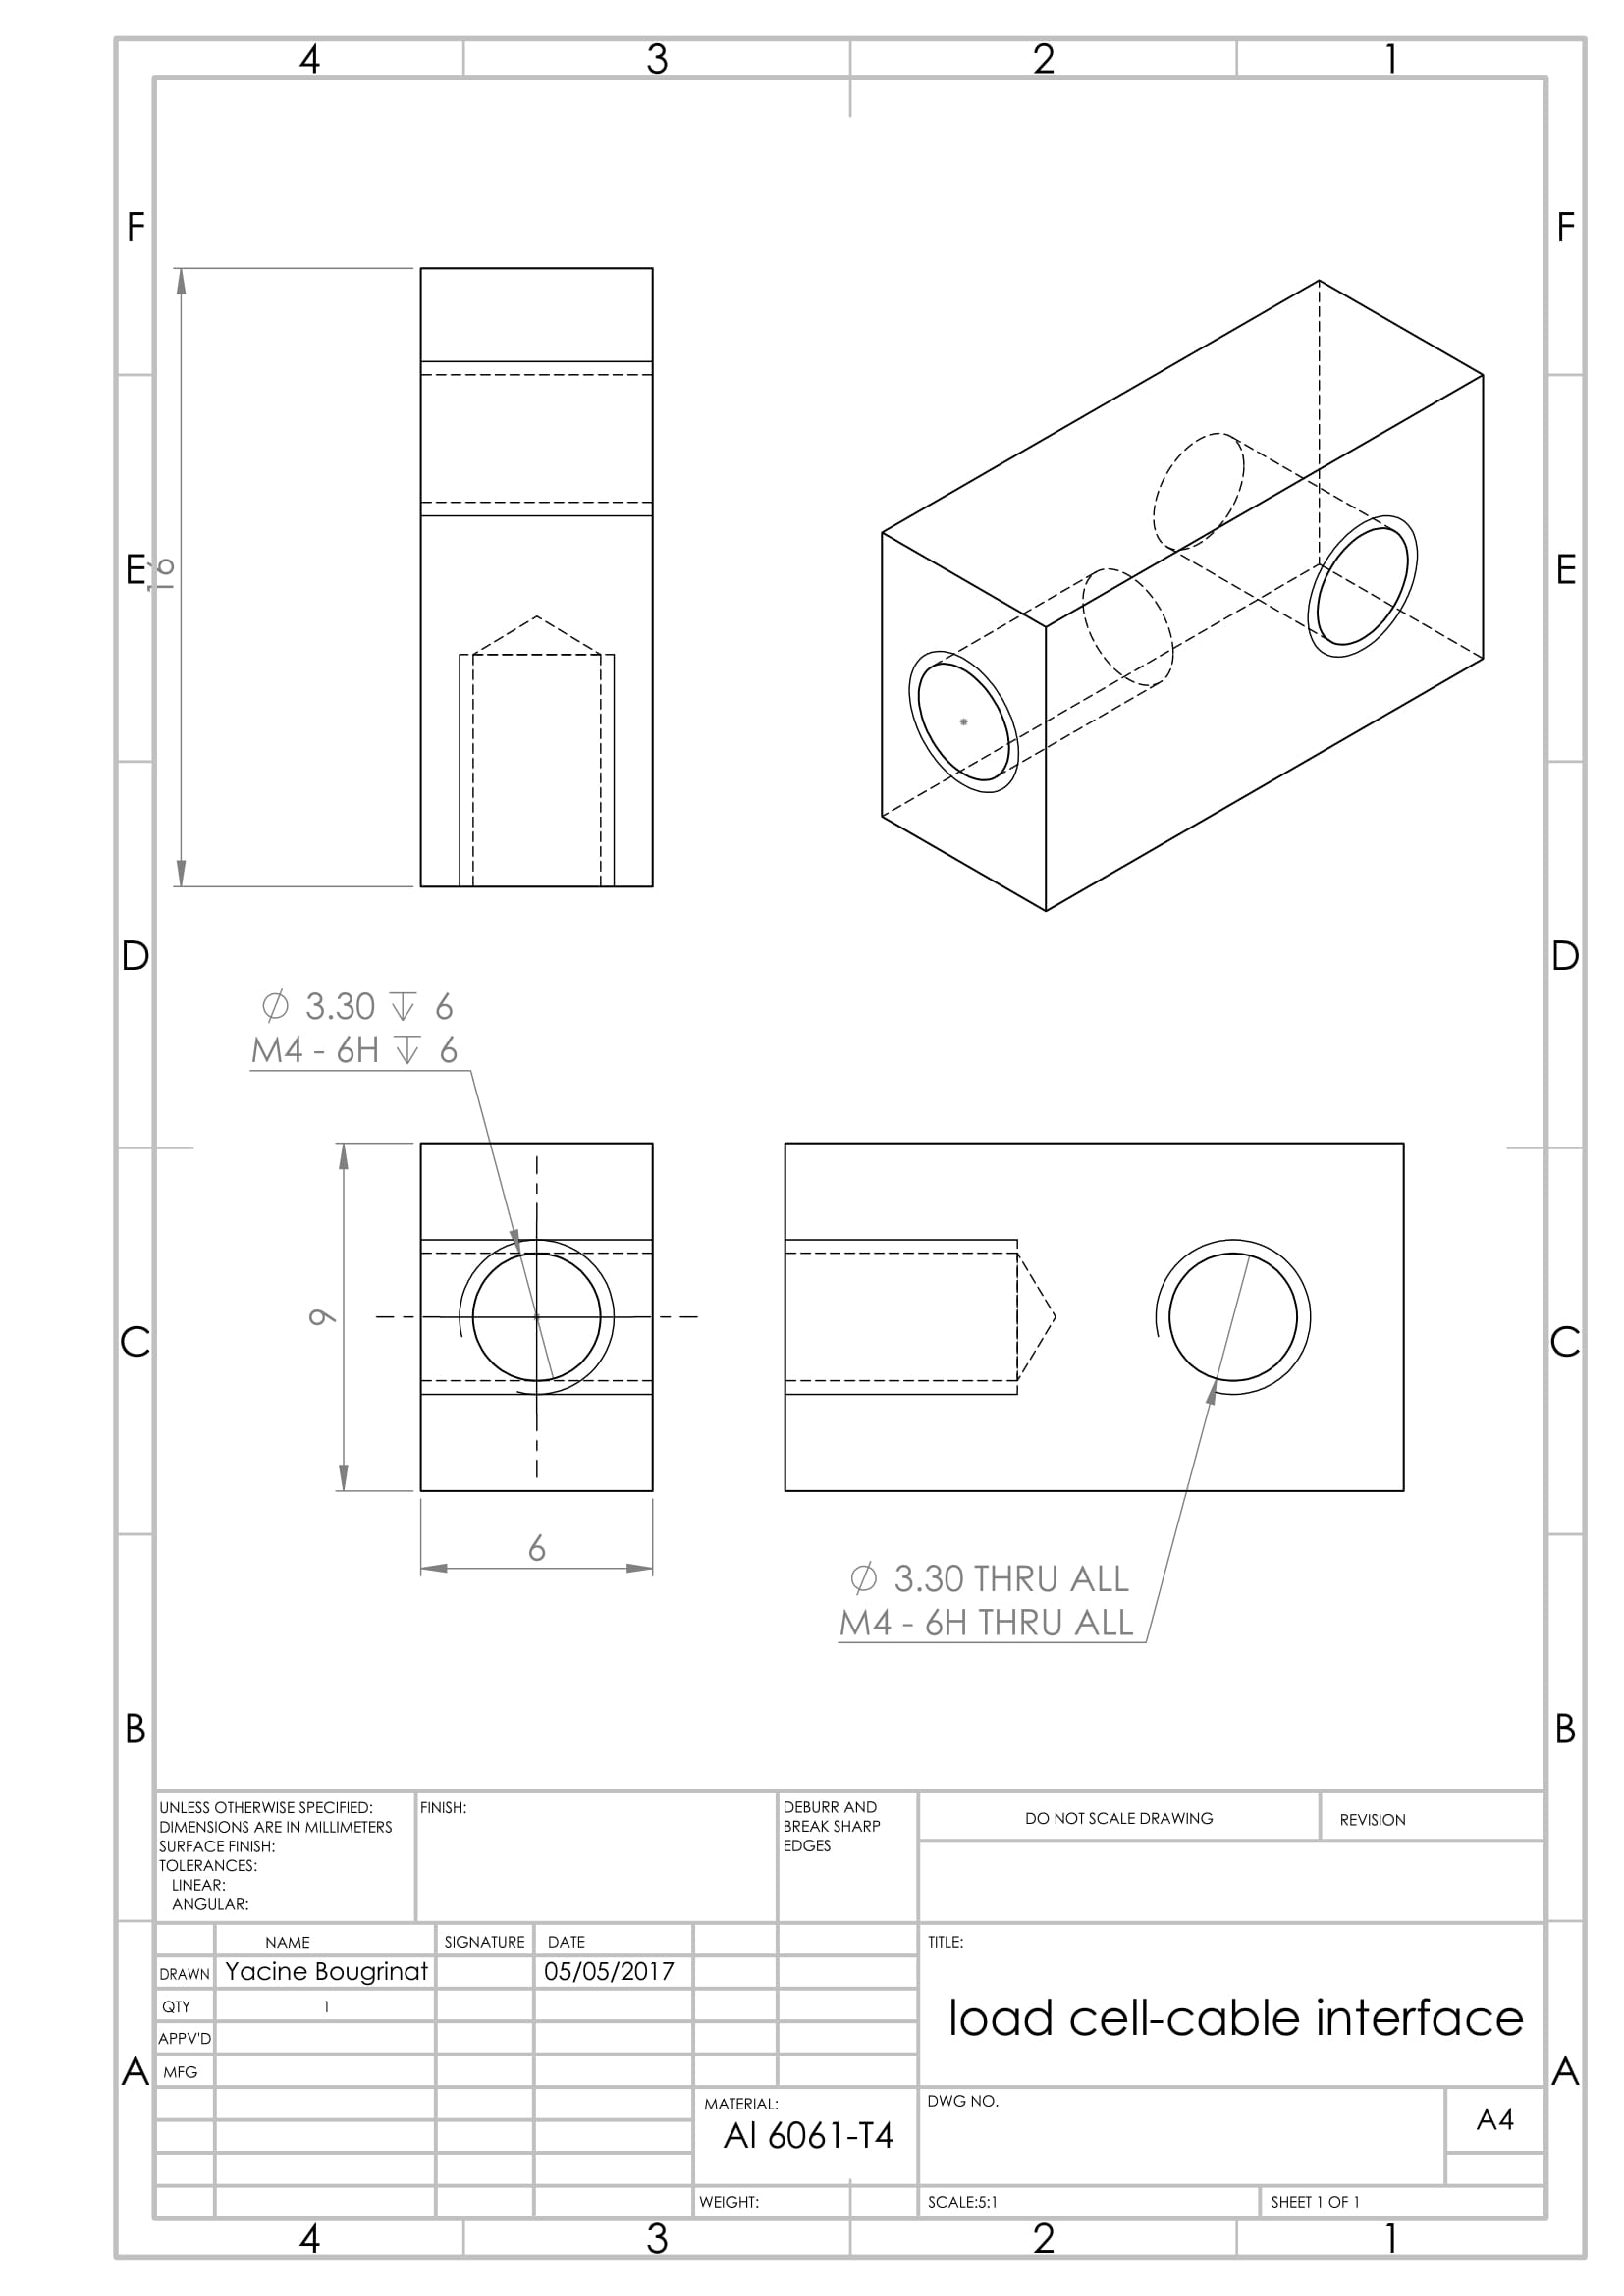 4 3 2 1
F F
E E
16
D D
∅ 3.30 ↧ 6
M4 - 6H ↧ 6
9
C C
6
∅ 3.30 THRU ALL
M4 - 6H THRU ALL
B B
UNLESS OTHERWISE SPECIFIED:
DIMENSIONS ARE IN MILLIMETERS
SURFACE FINISH:
TOLERANCES:
LINEAR:
ANGULAR:
FINISH:
DEBURR AND
BREAK SHARP
EDGES
DO NOT SCALE DRAWING
REVISION
NAME SIGNATURE DATE
DRAWN Yacine Bougrinat 05/05/2017
QTY 1
APPV'D
MFG
TITLE:
load cell-cable interface
A A
MATERIAL:
Al 6061-T4
DWG NO.
A4
WEIGHT:
SCALE:5:1
SHEET 1 OF 1
4 3 2 1